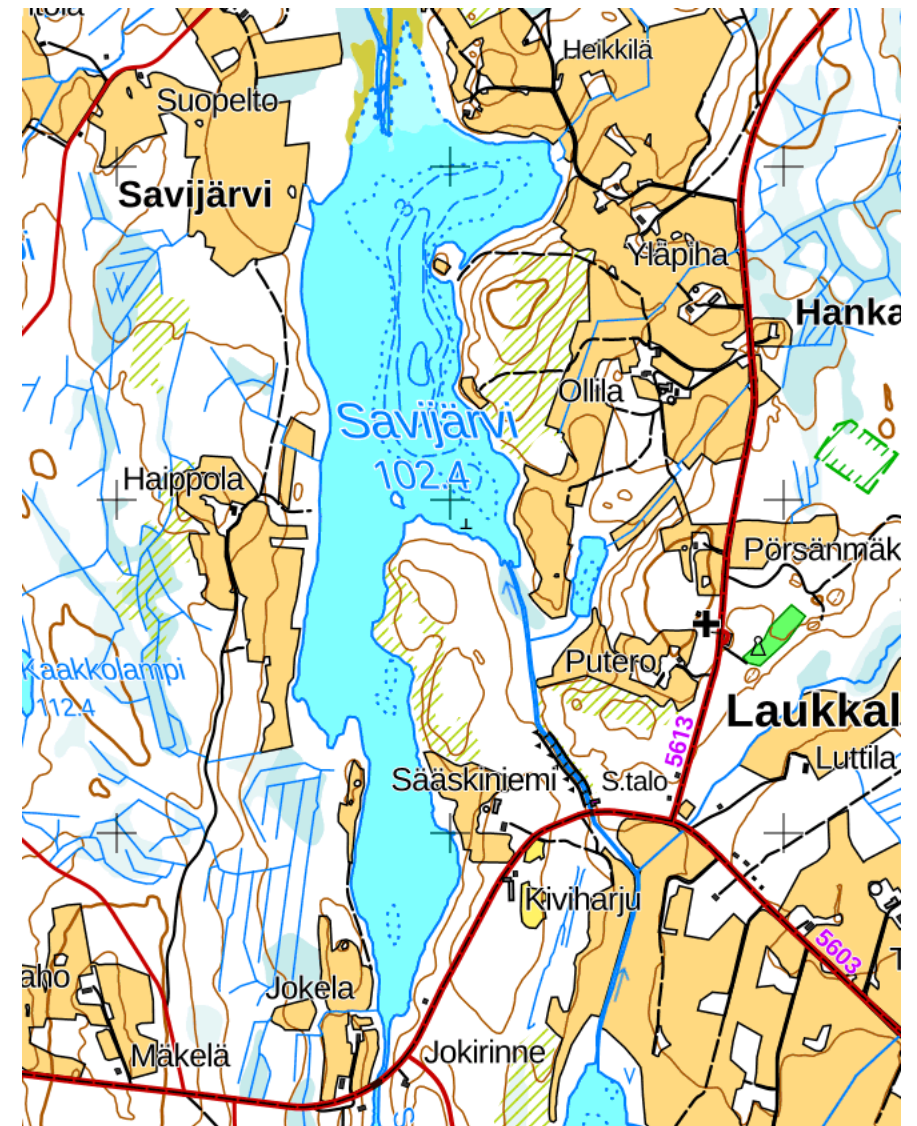 Heikkilä
Suopelto
Savijärvi
3
Yläpiha
Hanka
Ollila
Savijärvi
102.4
Haippola
Pörsänmäk
Putero
Kaakkolampi
112.4
Laukkal
5613
Luttila
Sääskiniemi
S.talo
Kiviharju
5603
aho
Jokela
Mäkelä
Jokirinne